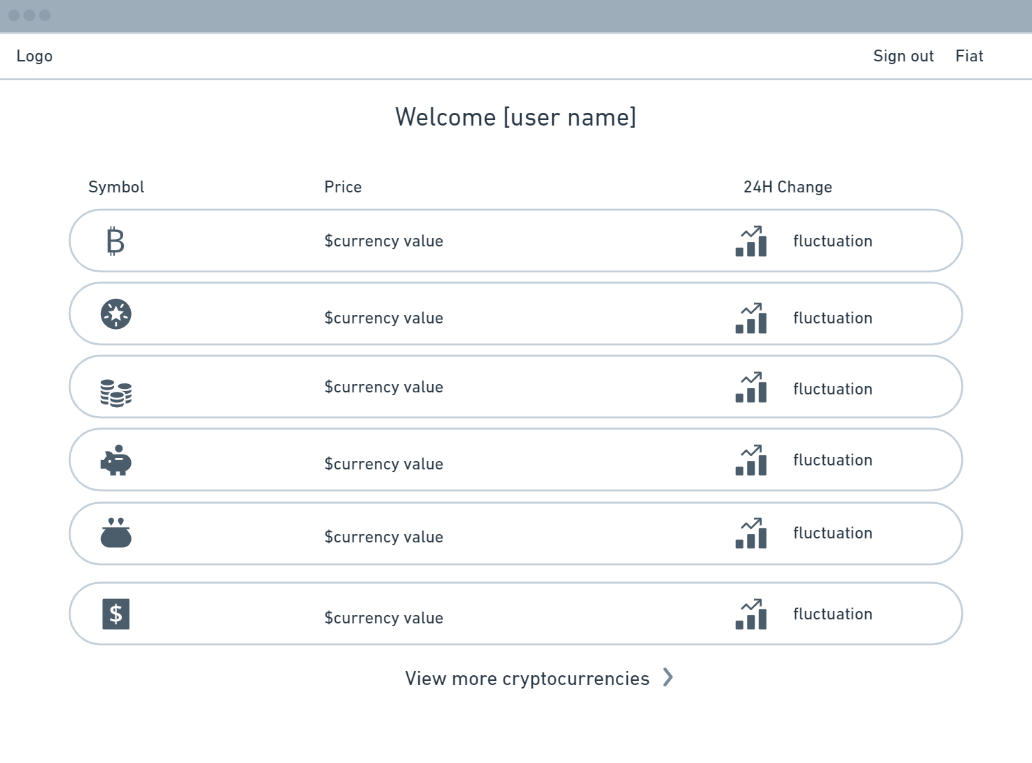 Logo
Sign out Fiat
Welcome [user name]
Symbol Price 24H Change
$currency value fluctuation
$currency value fluctuation
$currency value fluctuation
$currency value fluctuation
$currency value fluctuation
$ $currency value fluctuation
View more cryptocurrencies